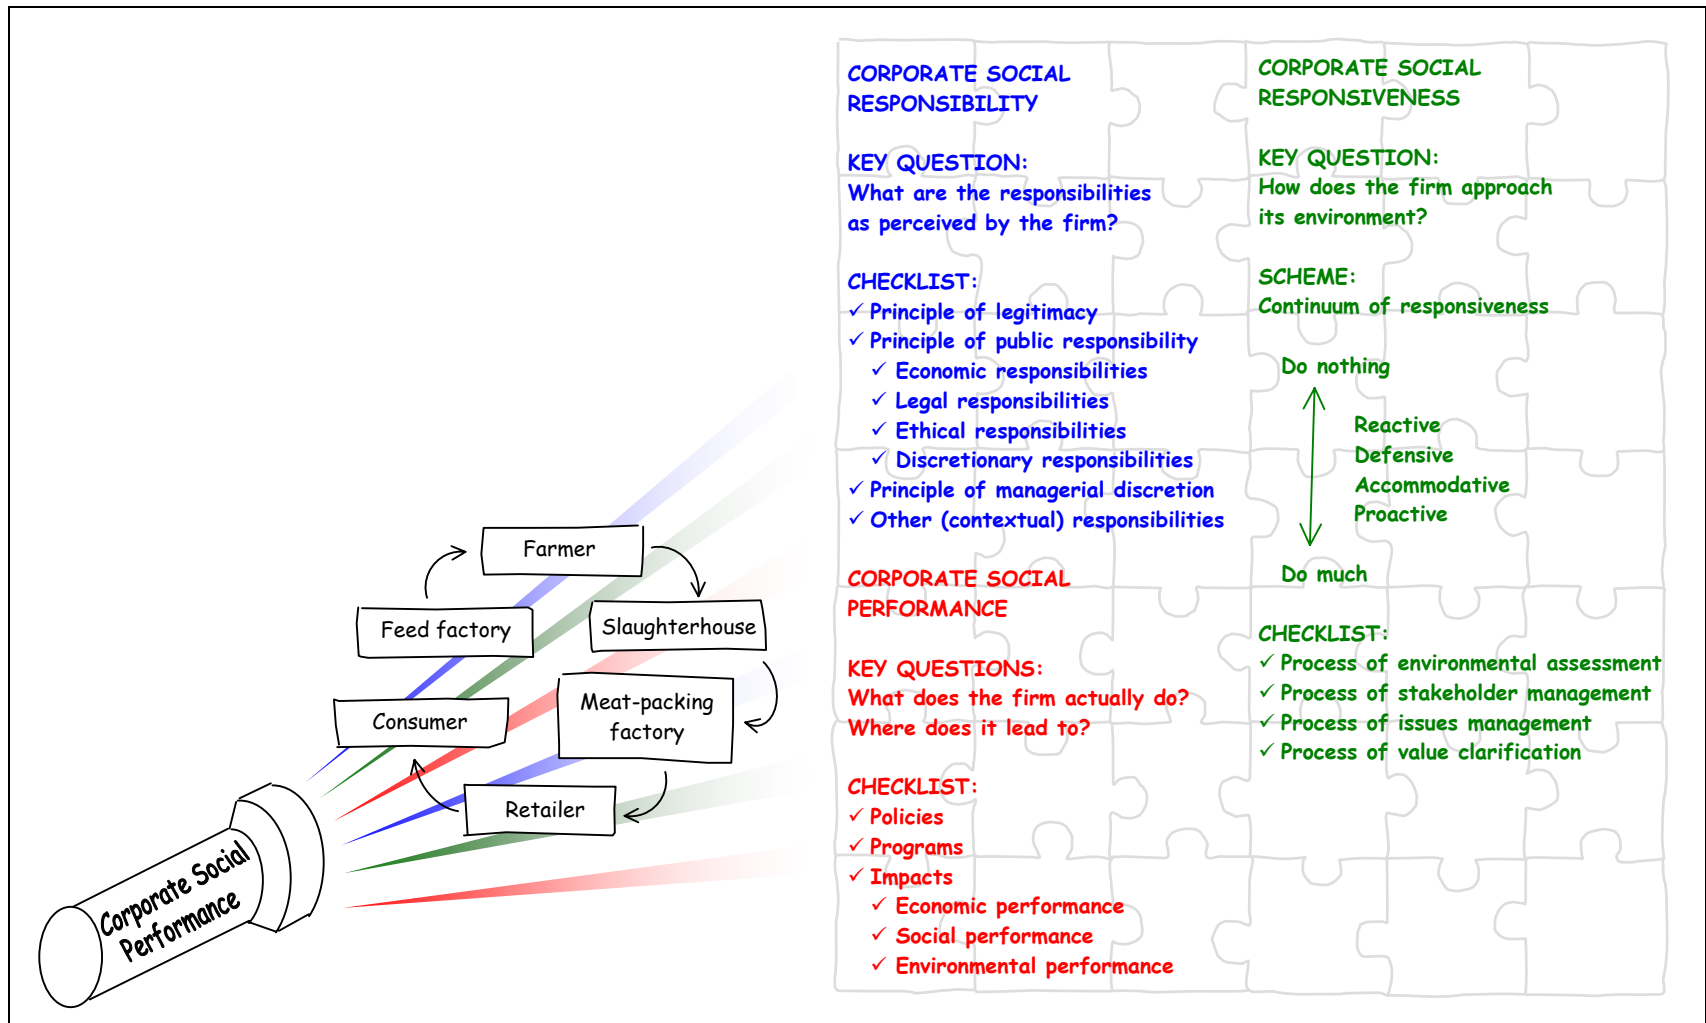 CORPORATE SOCIAL
RESPONSIBILITY
KEY QUESTION:
What are the responsibilities
as perceived by the firm?
CHECKLIST:
✓ Principle of legitimacy
✓ Principle of public responsibility
✓ Economic responsibilities
✓ Legal responsibilities
✓ Ethical responsibilities
✓ Discretionary responsibilities
✓ Principle of managerial discretion
✓ Other (contextual) responsibilities
CORPORATE SOCIAL
PERFORMANCE
KEY QUESTIONS:
What does the firm actually do?
Where does it lead to?
CHECKLIST:
✓ Policies
✓ Programs
✓ Impacts
✓ Economic performance
✓ Social performance
✓ Environmental performance
CORPORATE SOCIAL
RESPONSIVENESS
KEY QUESTION:
How does the firm approach
its environment?
SCHEME:
Continuum of responsiveness
Do nothing
Reactive
Defensive
Accommodative
Proactive
Do much
CHECKLIST:
✓ Process of environmental assessment
✓ Process of stakeholder management
✓ Process of issues management
✓ Process of value clarification
Farmer
Feed factory
Slaughterhouse
Consumer
Meat-packing
factory
Retailer
Corporate Social
Performance